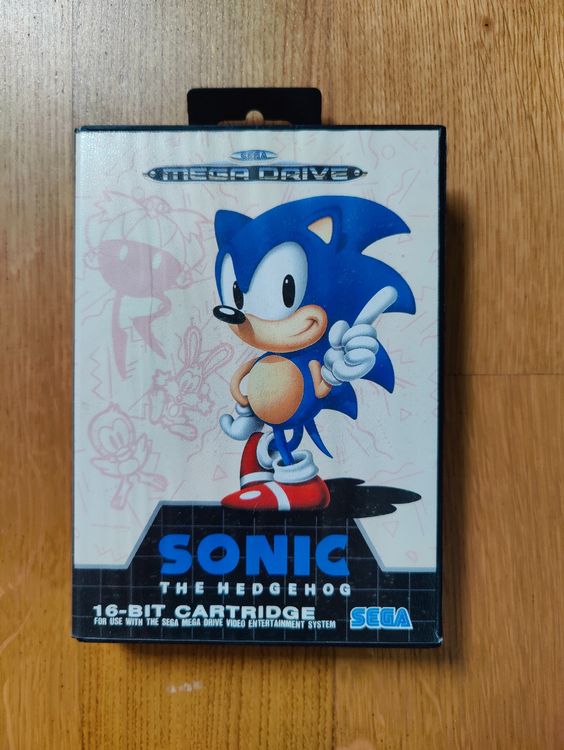 SEGA
MEGA DRIVE
SONIC
THE HEDGEHOG
16-BIT CARTRIDGE
FOR USE WITH THE SEGA MEGA DRIVE VIDEO ENTERTAINMENT SYSTEM
SEGA